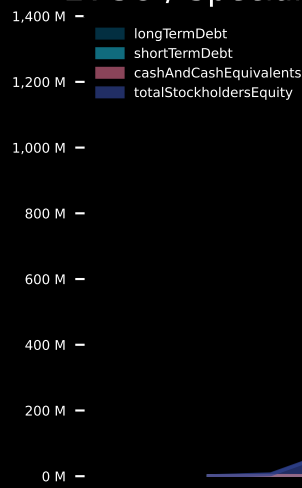 1,400 M
longTermDebt
shortTermDebt
cashAndCashEquivalents
totalStockholdersEquity
1,200 M
1,000 M
800 M
600 M
400 M
200 M
0 M